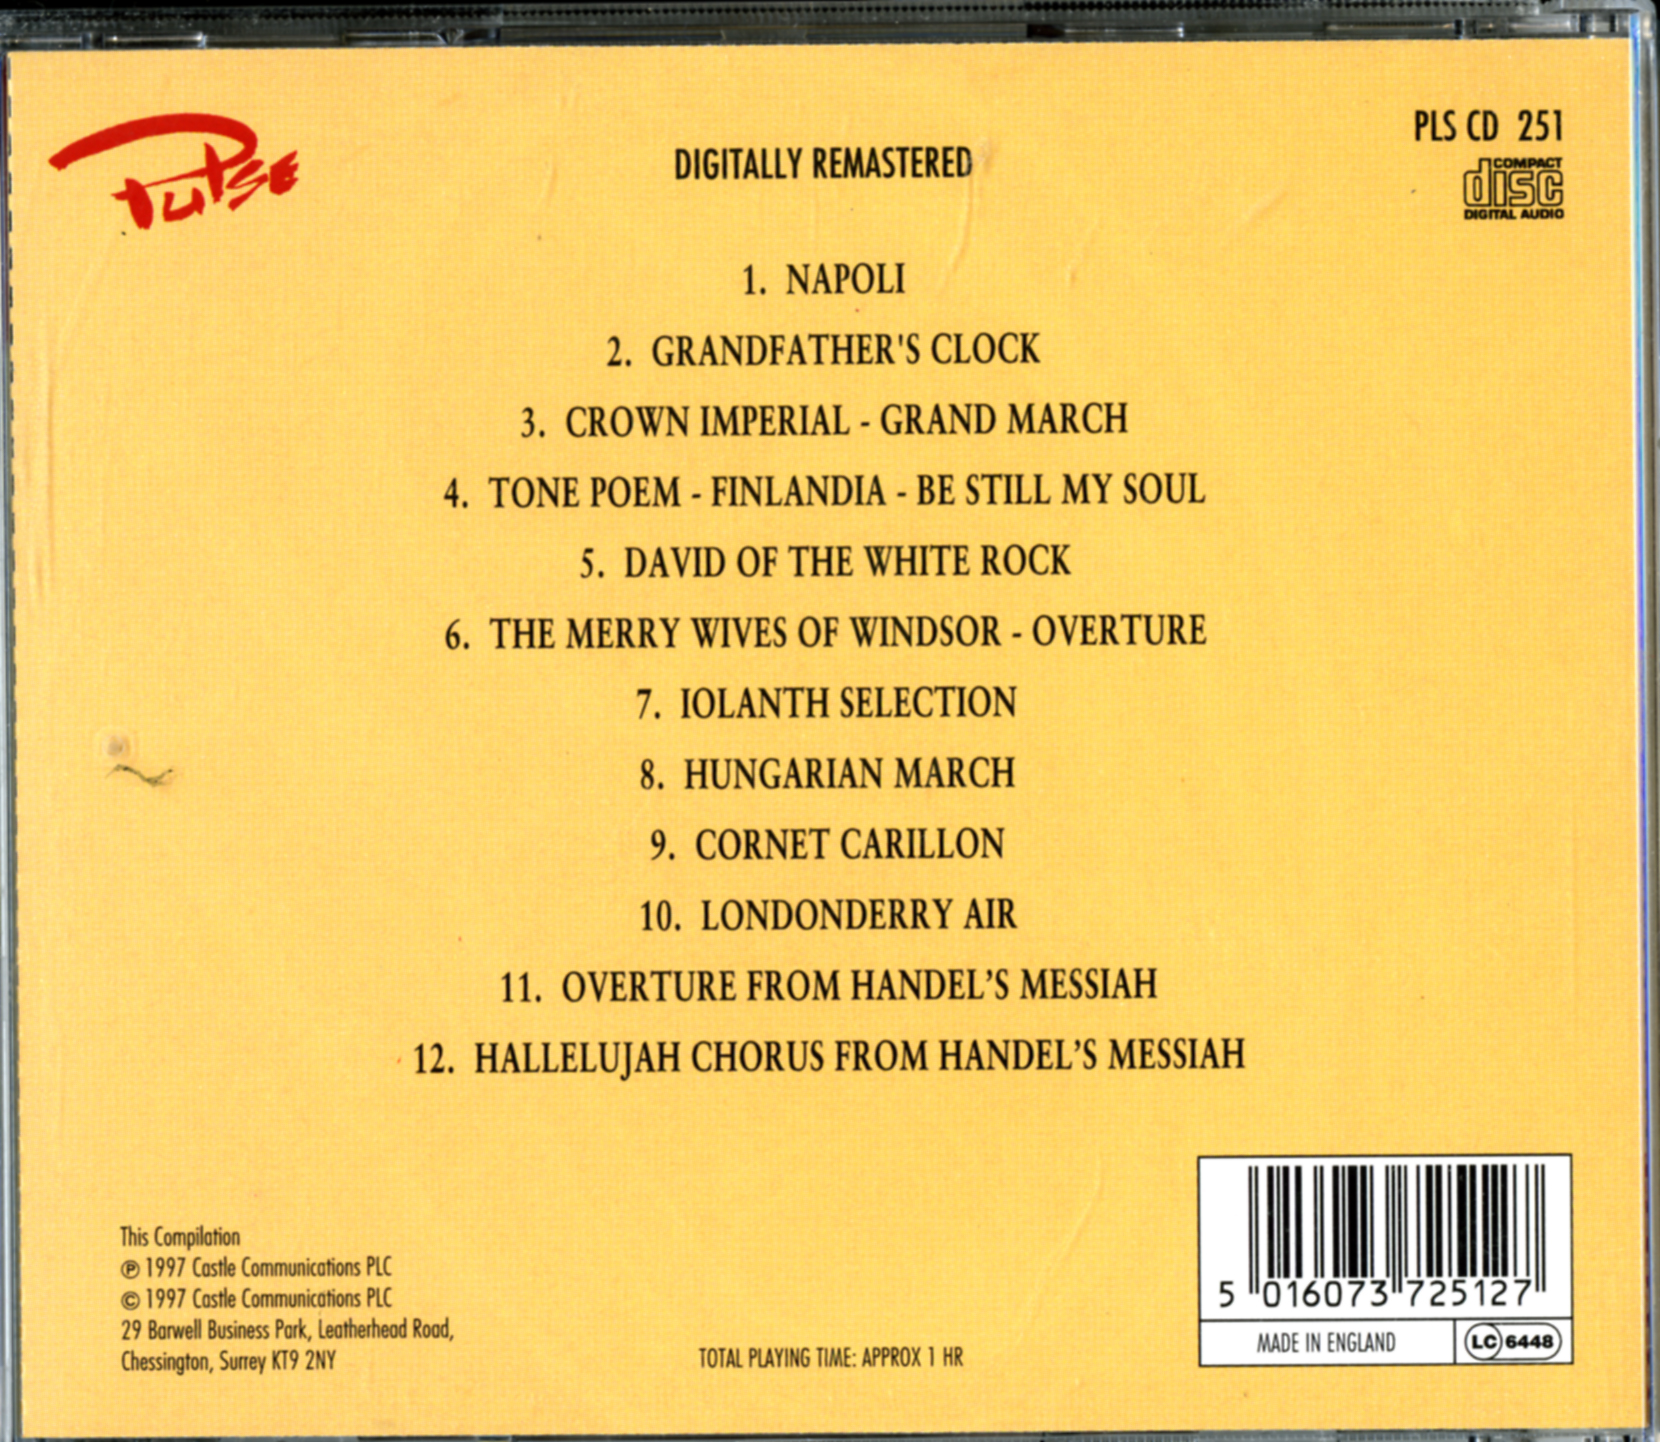 Pulse
DIGITALLY REMASTERED
PLS CD 251
COMPACT
disc
DIGITAL AUDIO
1. NAPOLI
2. GRANDFATHER'S CLOCK
3. CROWN IMPERIAL - GRAND MARCH
4. TONE POEM - FINLANDIA - BE STILL MY SOUL
5. DAVID OF THE WHITE ROCK
6. THE MERRY WIVES OF WINDSOR - OVERTURE
7. IOLANTH SELECTION
8. HUNGARIAN MARCH
9. CORNET CARILLON
10. LONDONDERRY AIR
11. OVERTURE FROM HANDEL’S MESSIAH
12. HALLELUJAH CHORUS FROM HANDEL’S MESSIAH
This Compilation
℗ 1997 Castle Communications PLC
© 1997 Castle Communications PLC
29 Barwell Business Park, Leatherhead Road,
Chessington, Surrey KT9 2NY
TOTAL PLAYING TIME: APPROX 1 HR
5 016073 725127
MADE IN ENGLAND
LC 6448